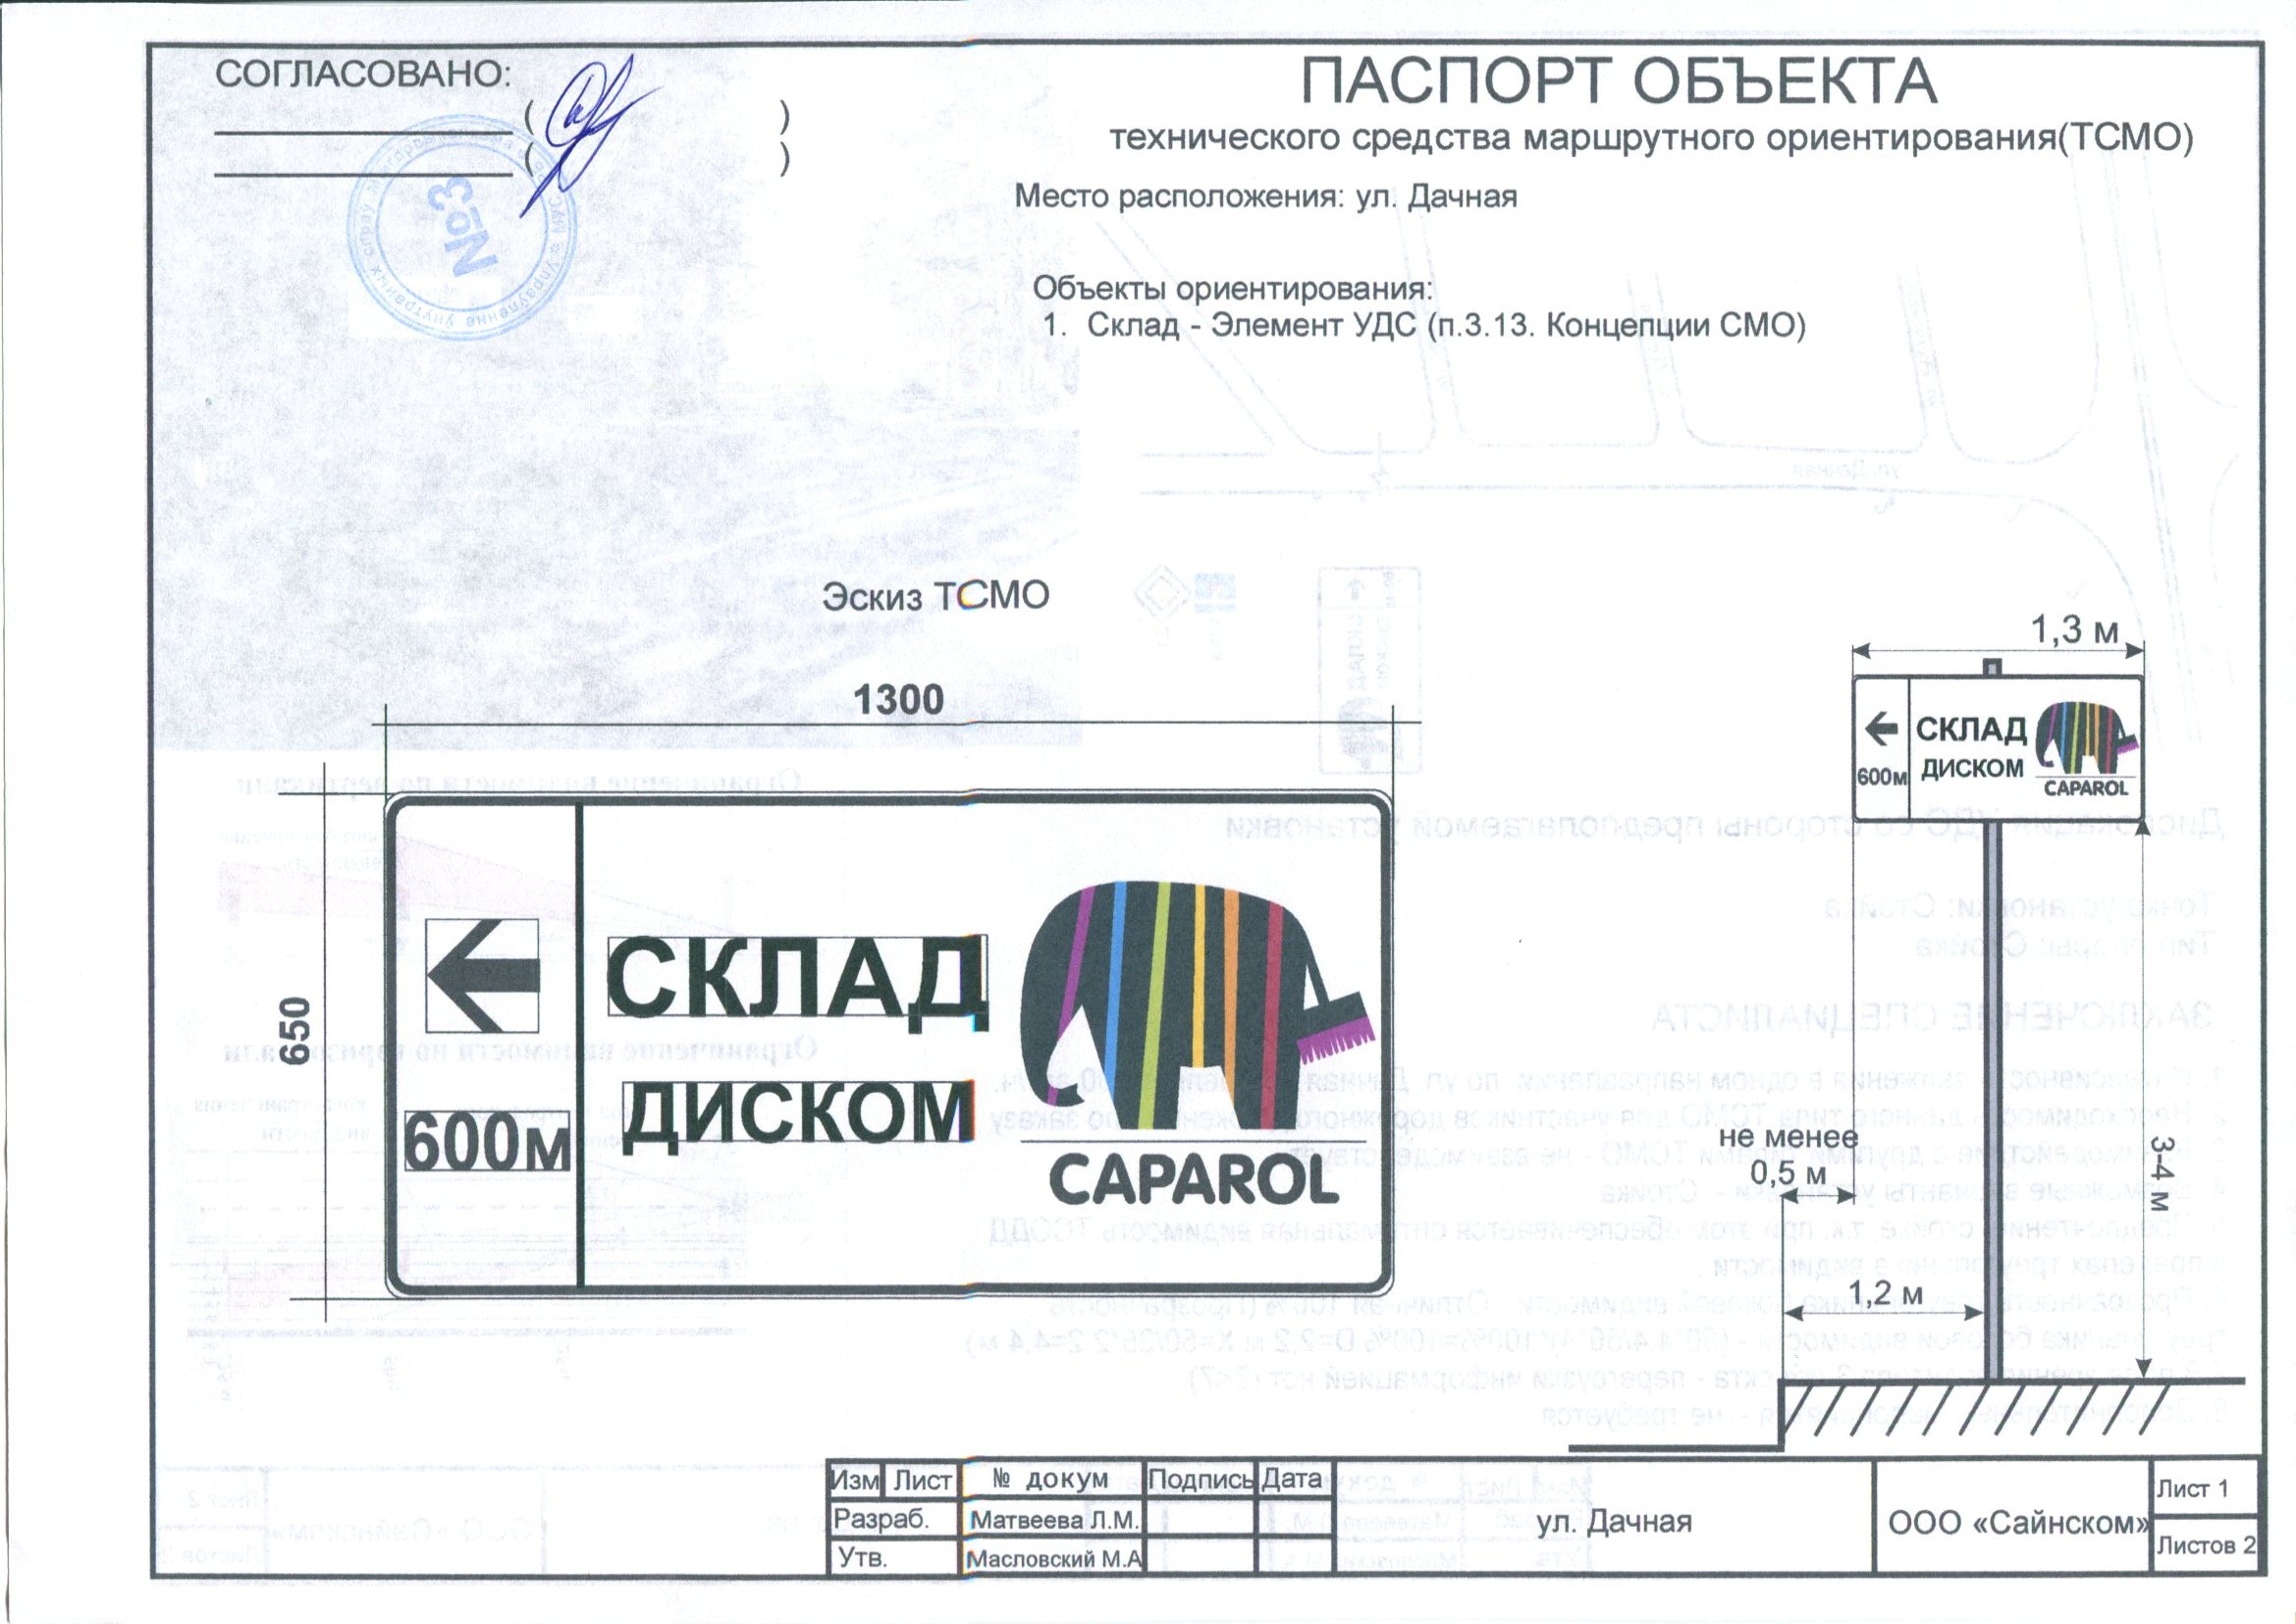 СОГЛАСОВАНО:
( )
( )
№3
ПАСПОРТ ОБЪЕКТА
технического средства маршрутного ориентирования(ТСМО)
Место расположения: ул. Дачная
Объекты ориентирования:
1. Склад - Элемент УДС (п.3.13. Концепции СМО)
Эскиз ТСМО
1300
650
600м
СКЛАД
ДИСКОМ
CAPAROL
1,3 м
600м
СКЛАД
ДИСКОМ
CAPAROL
не менее
0,5 м
3-4 м
1,2 м
Изм Лист № докум Подпись Дата
Разраб. Матвеева Л.М.
Утв. Масловский М.А
ул. Дачная
ООО «Сайнском»
Лист 1
Листов 2